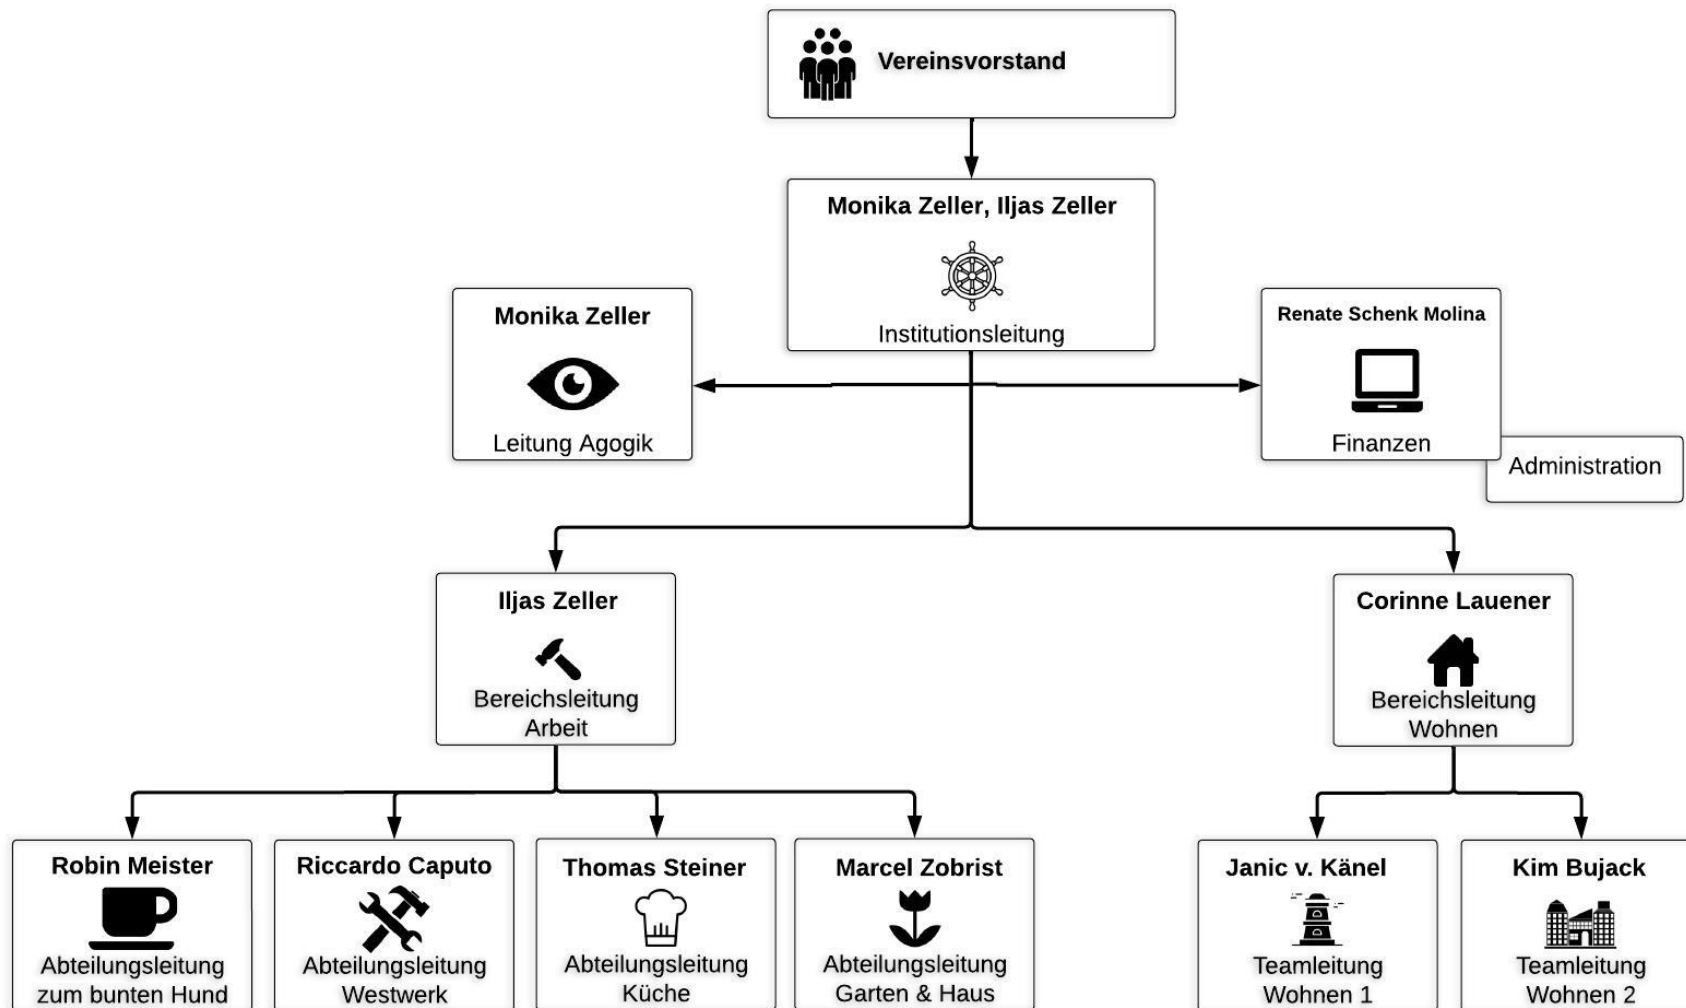 Vereinsvorstand
Monika Zeller, Iljas Zeller
Institutionsleitung
Monika Zeller
Leitung Agogik
Renate Schenk Molina
Finanzen
Administration
Iljas Zeller
Bereichsleitung
Arbeit
Corinne Lauener
Bereichsleitung
Wohnen
Robin Meister
Abteilungsleitung
zum bunten Hund
Riccardo Caputo
Abteilungsleitung
Westwerk
Thomas Steiner
Abteilungsleitung
Küche
Marcel Zobrist
Abteilungsleitung
Garten & Haus
Janic v. Känel
Teamleitung
Wohnen 1
Kim Bujack
Teamleitung
Wohnen 2